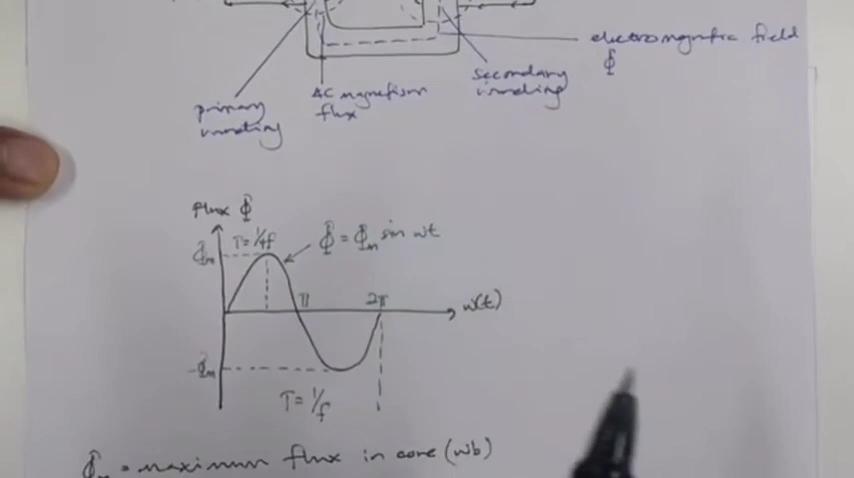 electromagnetic field
Φ
secondary
winding
AC magnetism
flux
primary
winding
Flux Φ
T=1/4f
Φ = Φm sin wt
Φm
π
2π
w(t)
-Φm
T=1/f
Φm = maximum flux in core (wb)